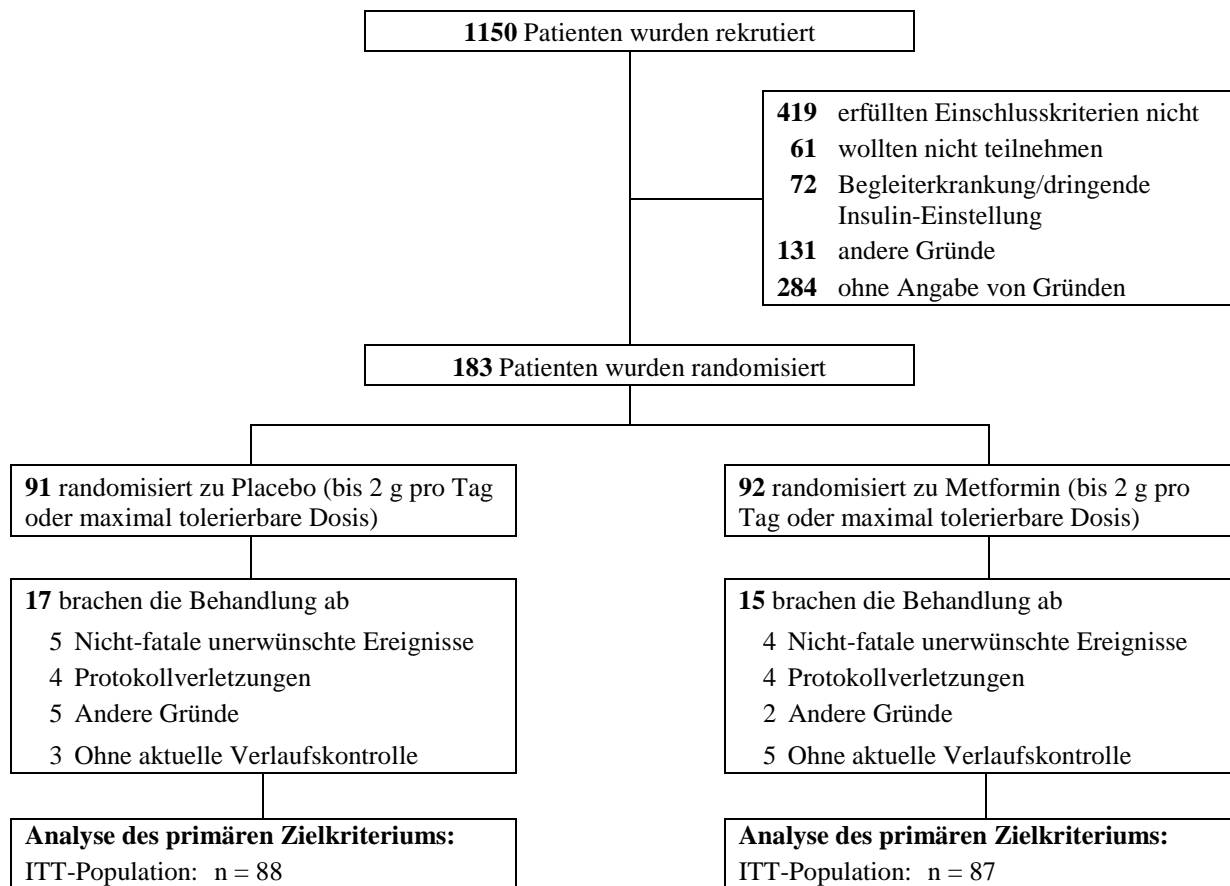 1150 Patienten wurden rekrutiert
419 erfüllten Einschlusskriterien nicht
61 wollten nicht teilnehmen
72 Begleiterkrankung/dringende
Insulin-Einstellung
131 andere Gründe
284 ohne Angabe von Gründen
183 Patienten wurden randomisiert
91 randomisiert zu Placebo (bis 2 g pro Tag
oder maximal tolerierbare Dosis)
92 randomisiert zu Metformin (bis 2 g pro
Tag oder maximal tolerierbare Dosis)
17 brachen die Behandlung ab
5 Nicht-fatale unerwünschte Ereignisse
4 Protokollverletzungen
5 Andere Gründe
3 Ohne aktuelle Verlaufskontrolle
15 brachen die Behandlung ab
4 Nicht-fatale unerwünschte Ereignisse
4 Protokollverletzungen
2 Andere Gründe
5 Ohne aktuelle Verlaufskontrolle
Analyse des primären Zielkriteriums:
ITT-Population: n = 88
Analyse des primären Zielkriteriums:
ITT-Population: n = 87